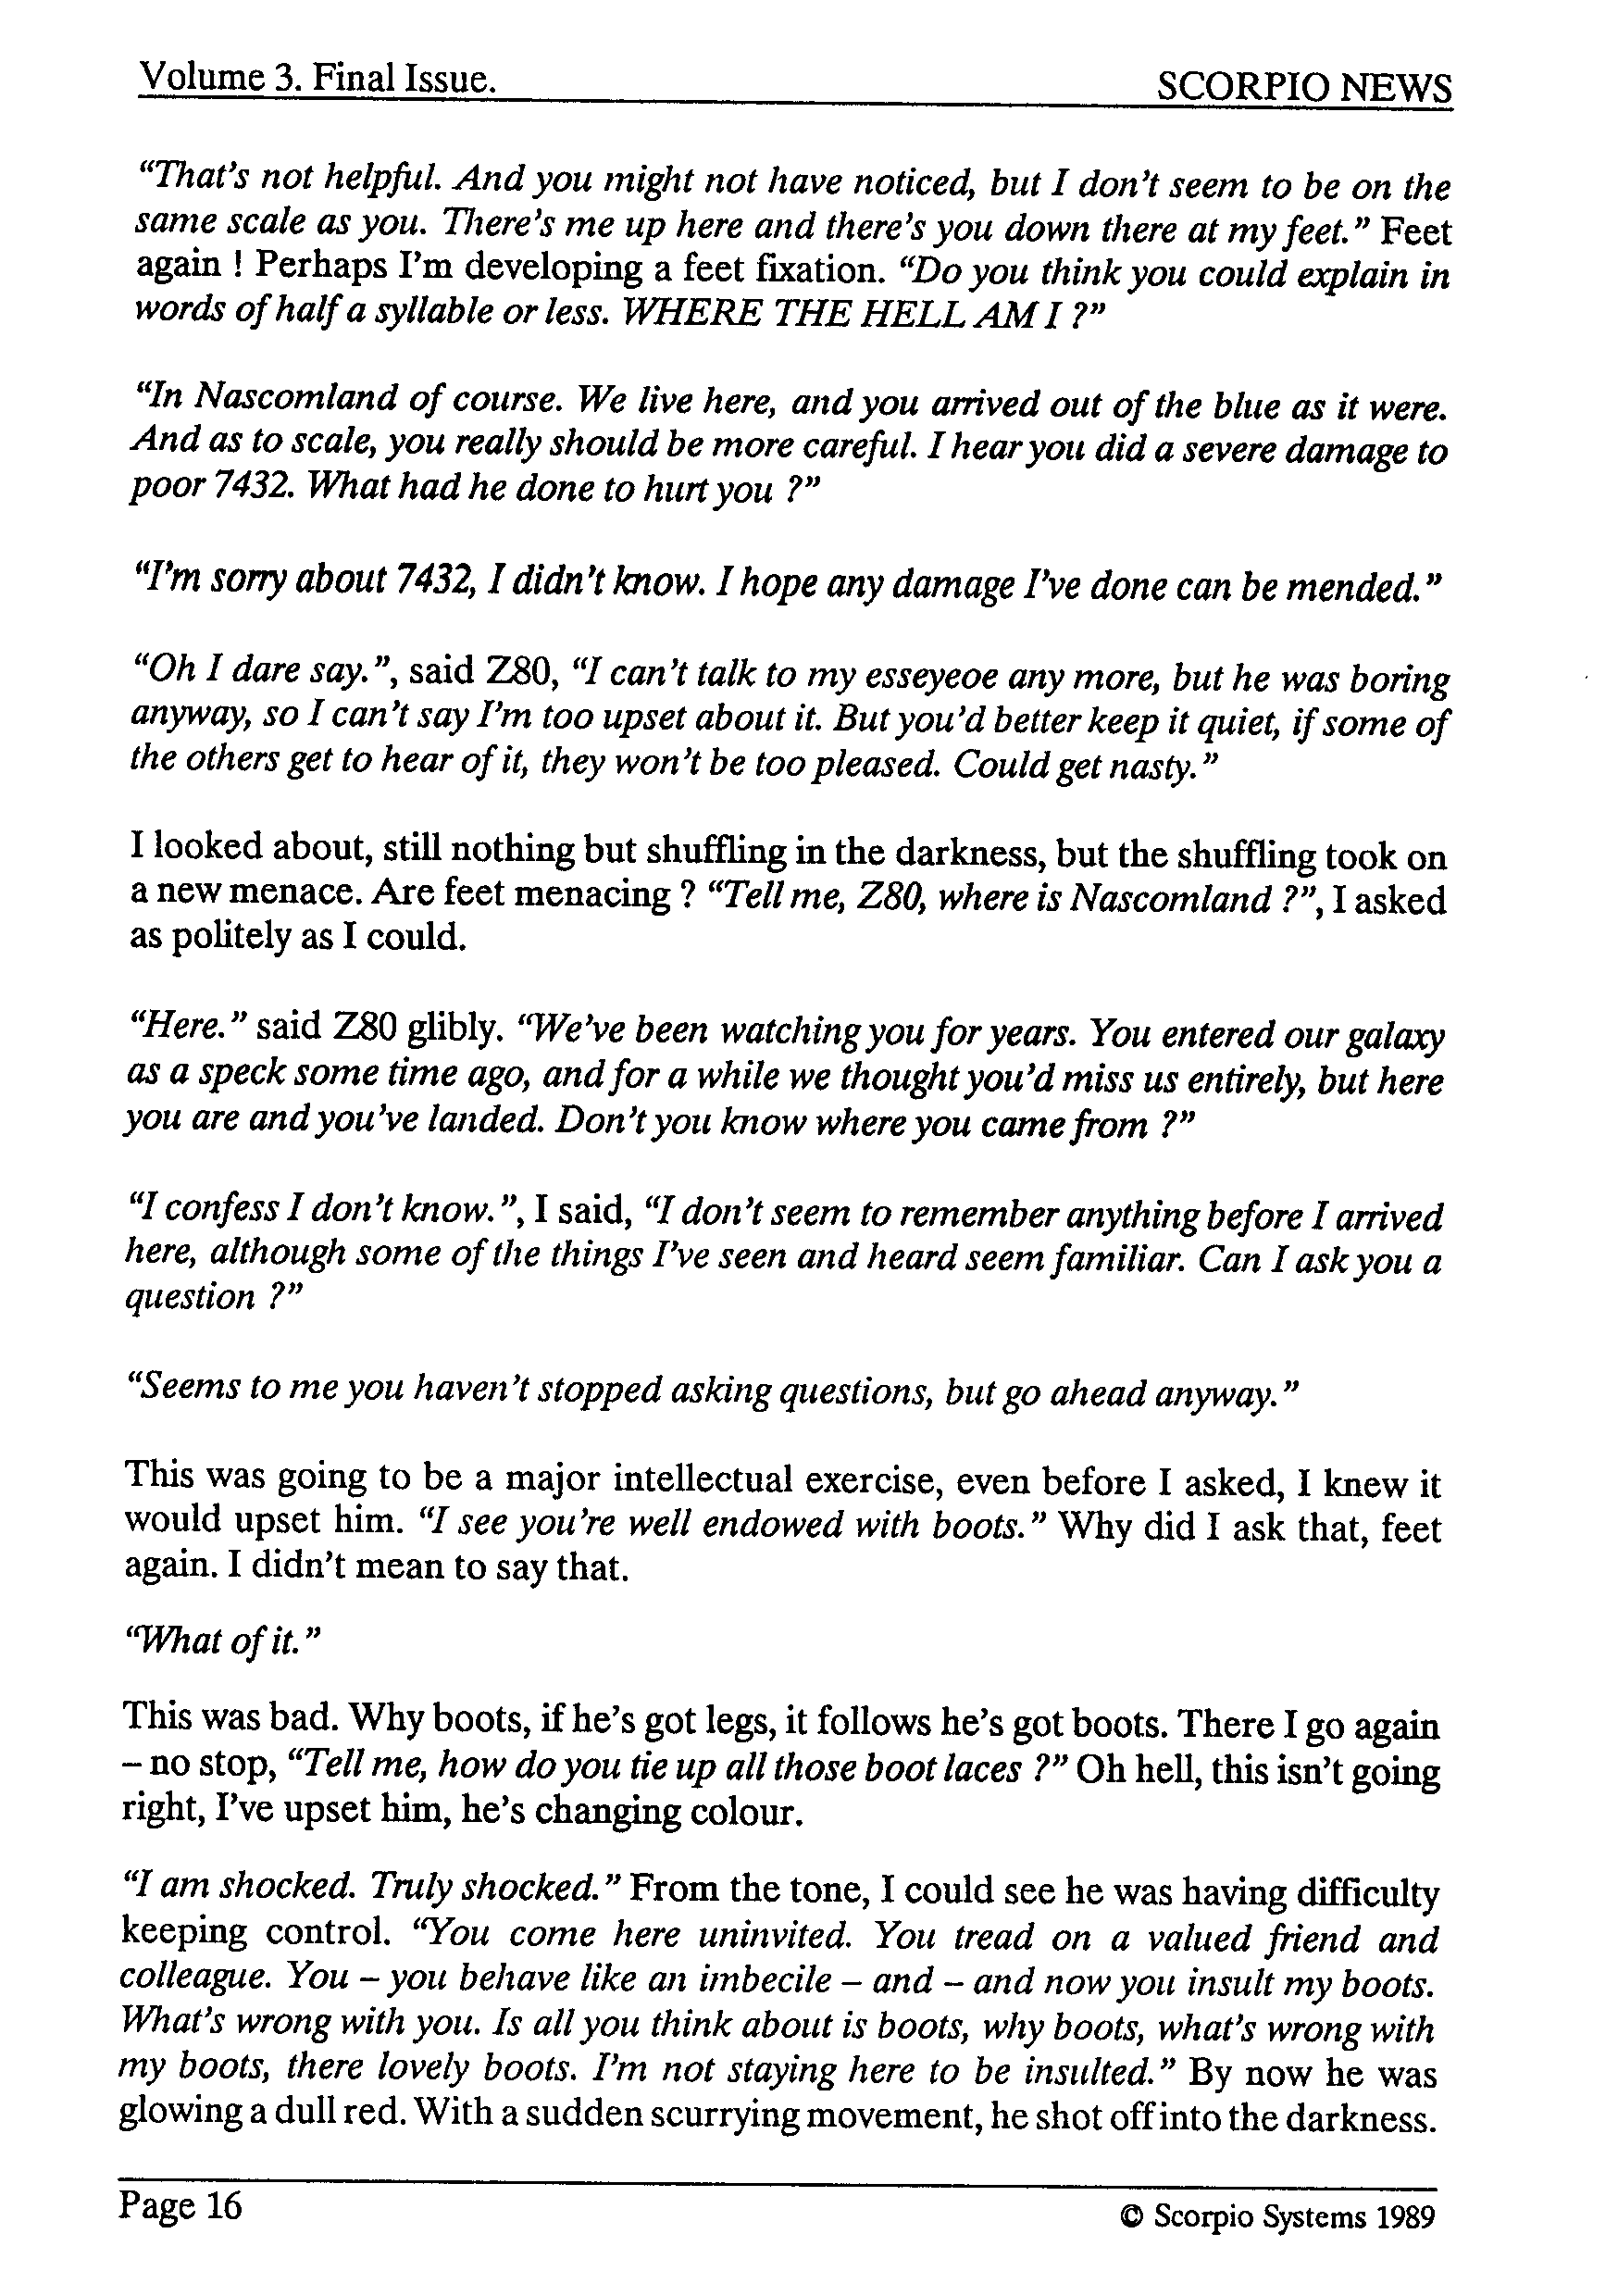 Volume 3. Final Issue. SCORPIO NEWS
“That’s not helpful. And you might not have noticed, but I don’t seem to be on the
same scale as you. There’s me up here and there’s you down there at my feet.” Feet
again ! Perhaps I’m developing a feet fixation. “Do you think you could explain in
words of half a syllable or less. WHERE THE HELL AM I ?”
“In Nascomland of course. We live here, and you arrived out of the blue as it were.
And as to scale, you really should be more careful. I hear you did a severe damage to
poor 7432. What had he done to hurt you ?”
“I’m sorry about 7432, I didn’t know. I hope any damage I’ve done can be mended.”
“Oh I dare say.”, said Z80, “I can’t talk to my esseyeoe any more, but he was boring
anyway, so I can’t say I’m too upset about it. But you’d better keep it quiet, if some of
the others get to hear of it, they won’t be too pleased. Could get nasty.”
I looked about, still nothing but shuffling in the darkness, but the shuffling took on
a new menace. Are feet menacing ? “Tell me, Z80, where is Nascomland ?”, I asked
as politely as I could.
“Here.” said Z80 glibly. “We’ve been watching you for years. You entered our galaxy
as a speck some time ago, and for a while we thought you’d miss us entirely, but here
you are and you’ve landed. Don’t you know where you came from ?”
“I confess I don’t know.”, I said, “I don’t seem to remember anything before I arrived
here, although some of the things I’ve seen and heard seem familiar. Can I ask you a
question ?”
“Seems to me you haven’t stopped asking questions, but go ahead anyway.”
This was going to be a major intellectual exercise, even before I asked, I knew it
would upset him. “I see you’re well endowed with boots.” Why did I ask that, feet
again. I didn’t mean to say that.
“What of it.”
This was bad. Why boots, if he’s got legs, it follows he’s got boots. There I go again
– no stop, “Tell me, how do you tie up all those boot laces ?” Oh hell, this isn’t going
right, I’ve upset him, he’s changing colour.
“I am shocked. Truly shocked.” From the tone, I could see he was having difficulty
keeping control. “You come here uninvited. You tread on a valued friend and
colleague. You – you behave like an imbecile – and – and now you insult my boots.
What’s wrong with you. Is all you think about is boots, why boots, what’s wrong with
my boots, there lovely boots. I’m not staying here to be insulted.” By now he was
glowing a dull red. With a sudden scurrying movement, he shot off into the darkness.
Page 16 © Scorpio Systems 1989